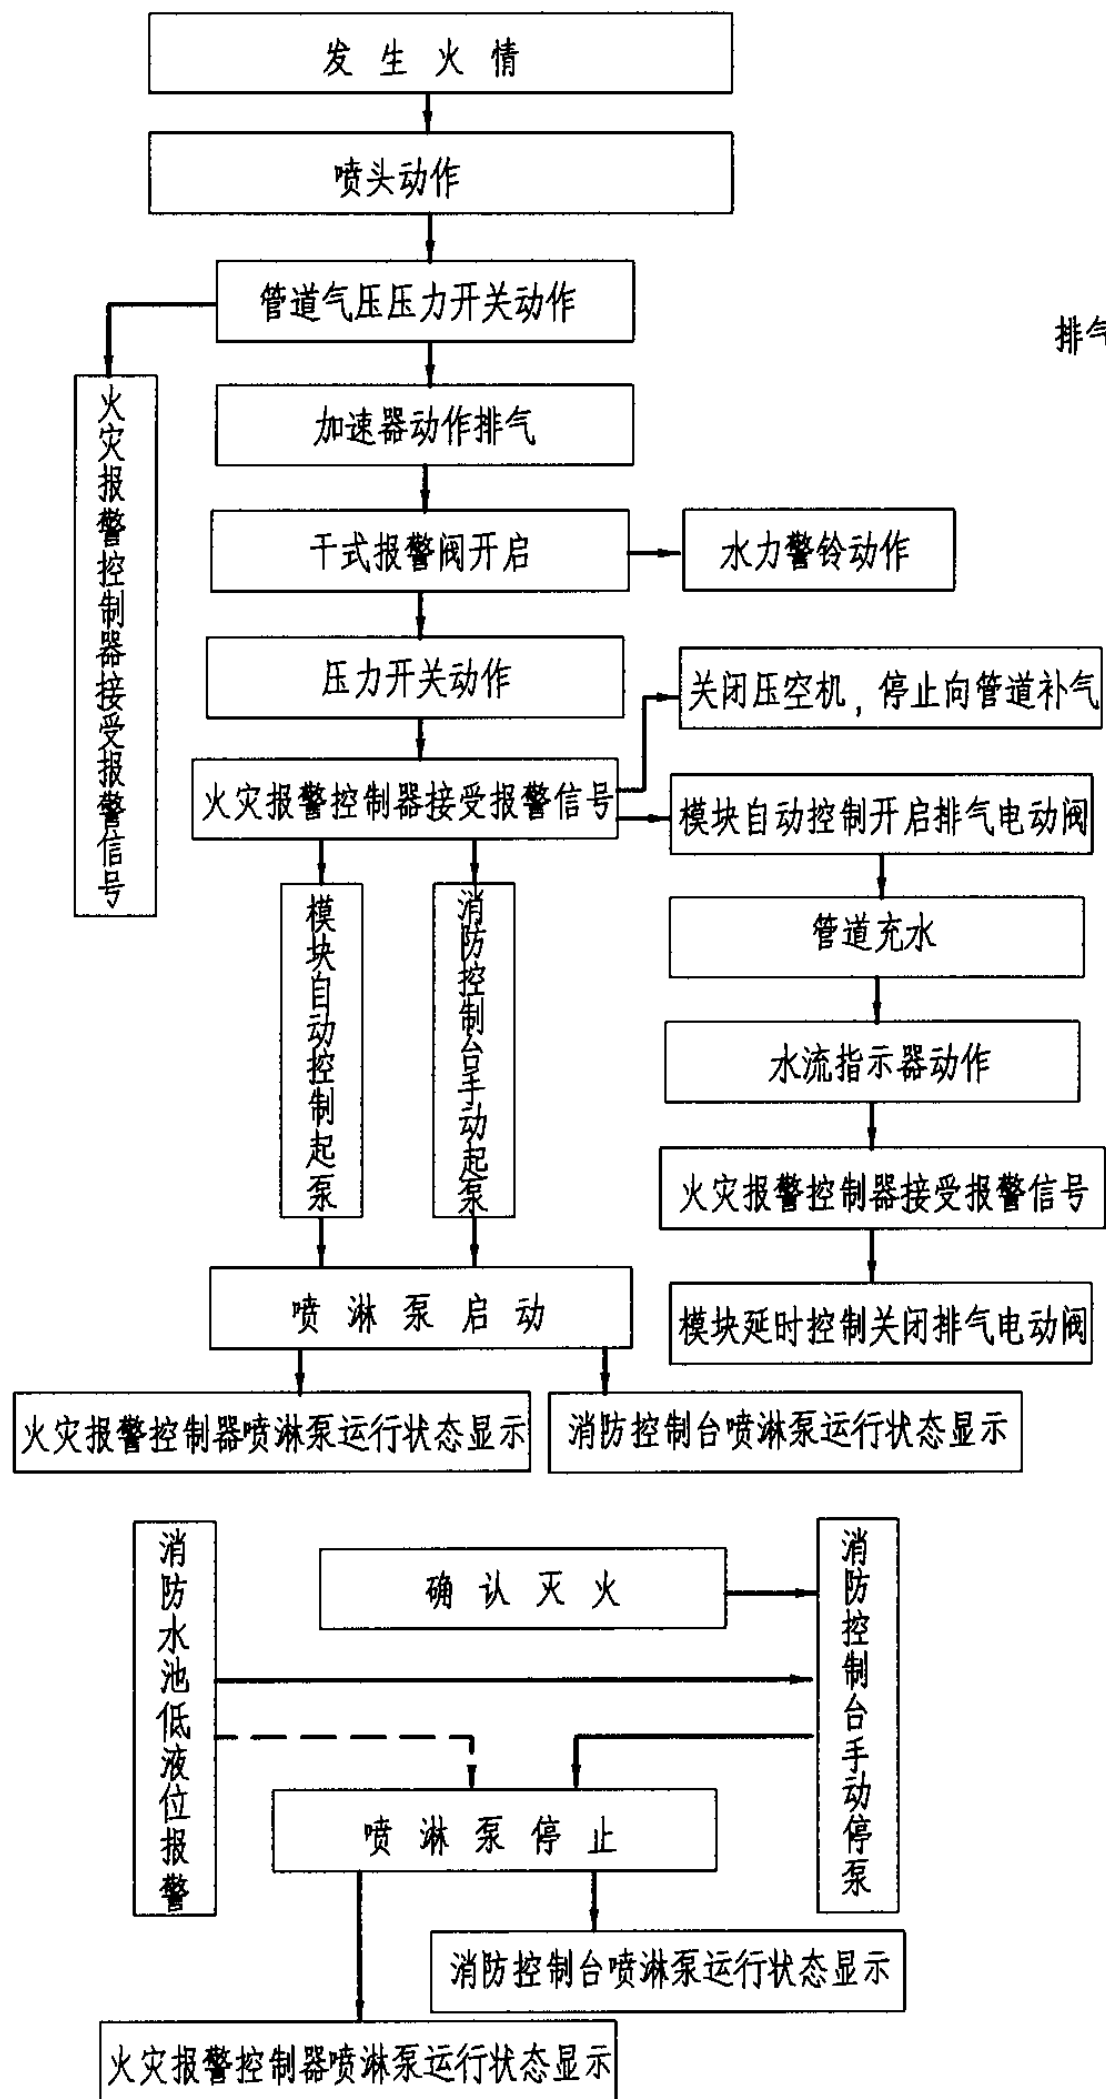 发生火情
喷头动作
管道气压压力开关动作
排气
火灾报警控制器接受报警信号
加速器动作排气
干式报警阀开启
水力警铃动作
压力开关动作
关闭压空机，停止向管道补气
火灾报警控制器接受报警信号
模块自动控制开启排气电动阀
模块自动控制起泵
消防控制台手动起泵
管道充水
水流指示器动作
火灾报警控制器接受报警信号
喷淋泵启动
模块延时控制关闭排气电动阀
火灾报警控制器喷淋泵运行状态显示
消防控制台喷淋泵运行状态显示
消防水池低液位报警
确认灭火
消防控制台手动停泵
喷淋泵停止
消防控制台喷淋泵运行状态显示
火灾报警控制器喷淋泵运行状态显示